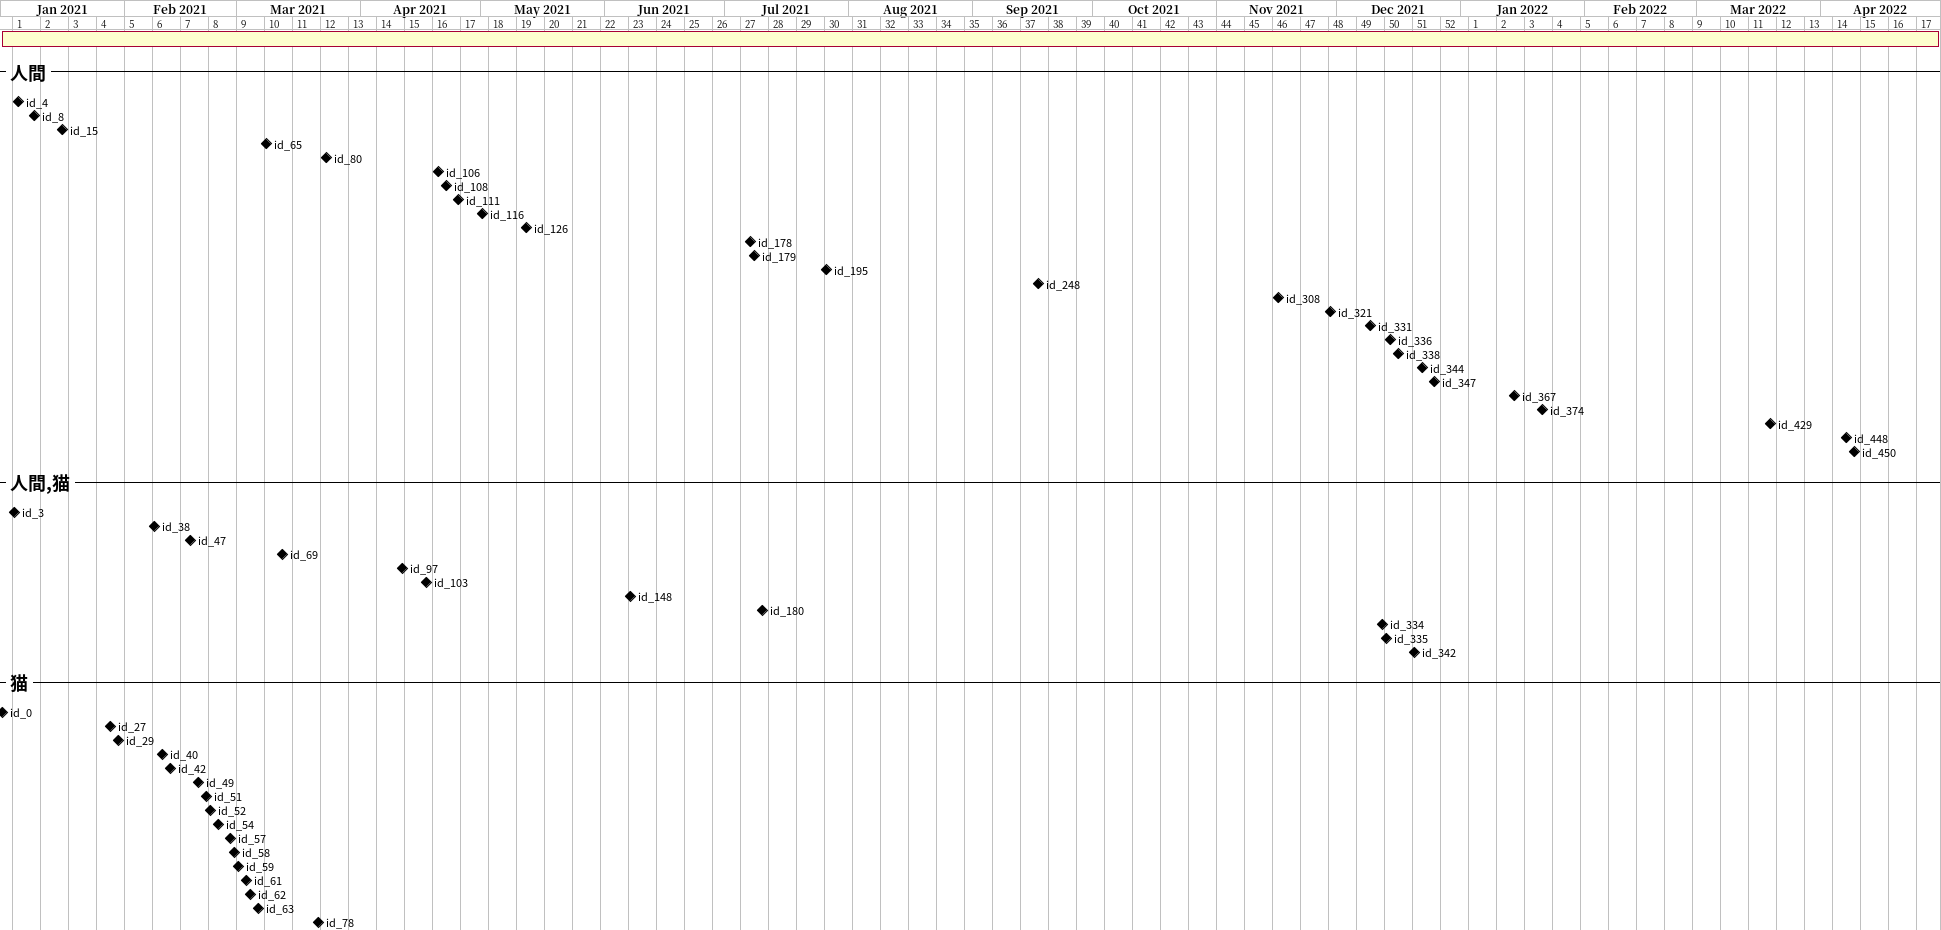 Jan 2021 Feb 2021 Mar 2021 Apr 2021 May 2021 Jun 2021 Jul 2021 Aug 2021 Sep 2021 Oct 2021 Nov 2021 Dec 2021 Jan 2022 Feb 2022 Mar 2022 Apr 2022
1 2 3 4 5 6 7 8 9 10 11 12 13 14 15 16 17 18 19 20 21 22 23 24 25 26 27 28 29 30 31 32 33 34 35 36 37 38 39 40 41 42 43 44 45 46 47 48 49 50 51 52 1 2 3 4 5 6 7 8 9 10 11 12 13 14 15 16 17
人間
id_4
id_8
id_15
id_65
id_80
id_106
id_108
id_111
id_116
id_126
id_178
id_179
id_195
id_248
id_308
id_321
id_331
id_336
id_338
id_344
id_347
id_367
id_374
id_429
id_448
id_450
人間,猫
id_3
id_38
id_47
id_69
id_97
id_103
id_148
id_180
id_334
id_335
id_342
猫
id_0
id_27
id_29
id_40
id_42
id_49
id_51
id_52
id_54
id_57
id_58
id_59
id_61
id_62
id_63
id_78